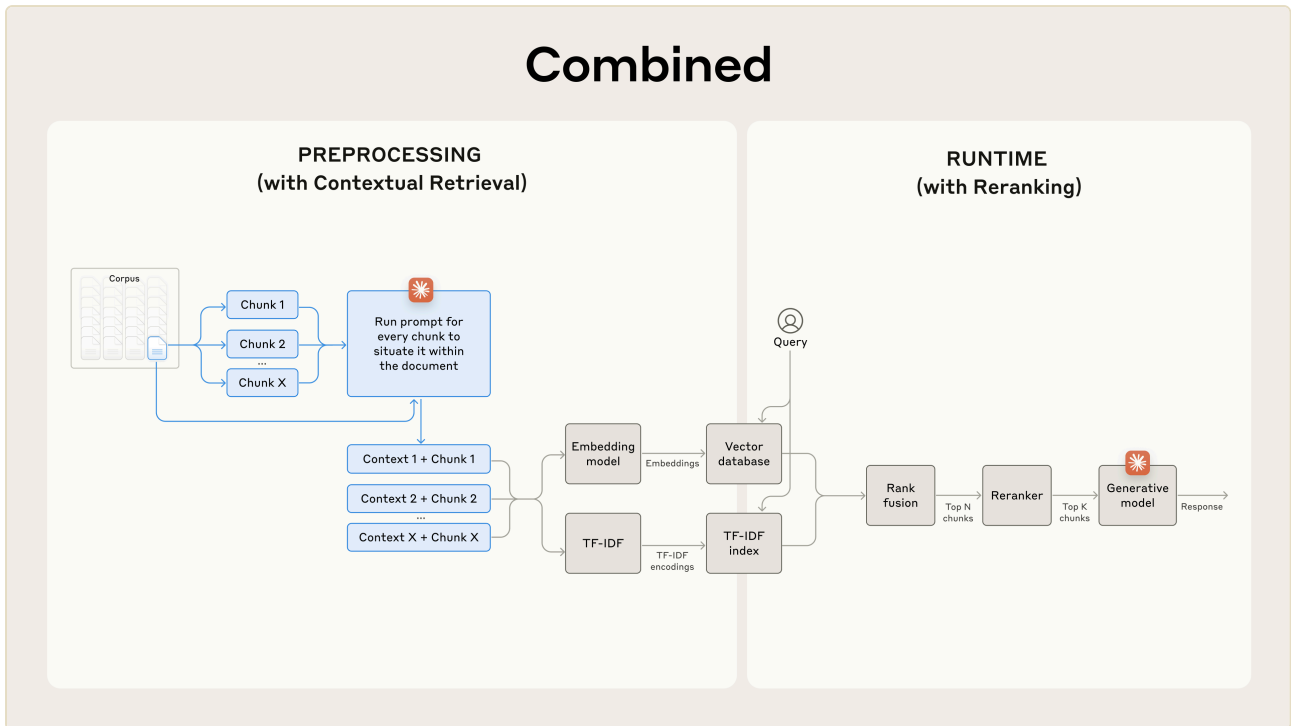 Combined
PREPROCESSING
(with Contextual Retrieval)
Corpus
Chunk 1
Chunk 2
...
Chunk X
Run prompt for
every chunk to
situate it within
the document
Context 1 + Chunk 1
Context 2 + Chunk 2
...
Context X + Chunk X
Embedding
model
Embeddings
Vector
database
TF-IDF
TF-IDF
encodings
TF-IDF
index
RUNTIME
(with Reranking)
Query
Rank
fusion
Top N
chunks
Reranker
Top K
chunks
Generative
model
Response